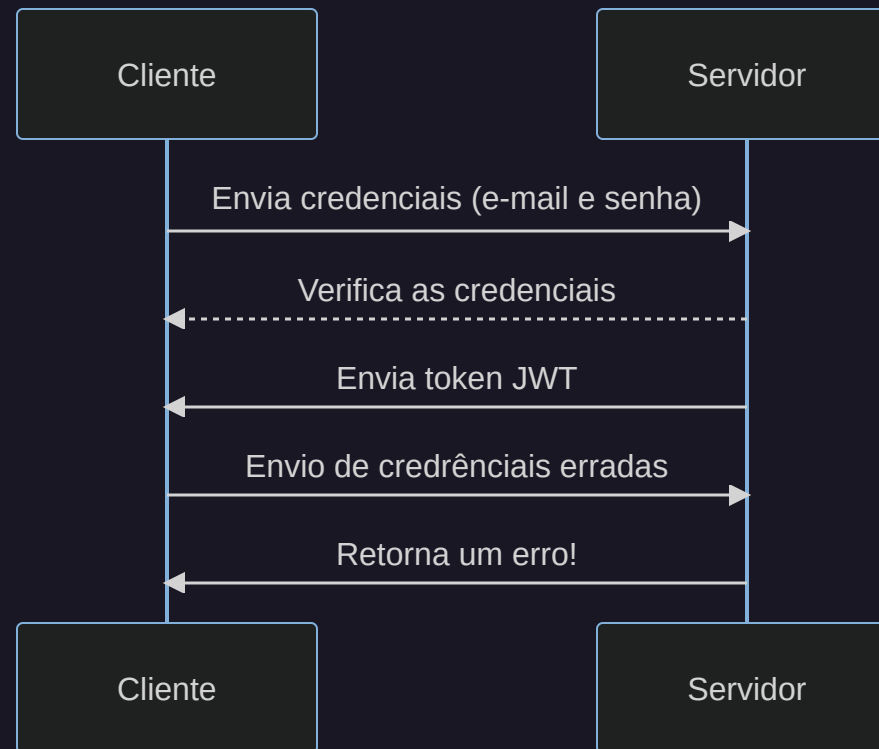 Cliente
Servidor
Envia credenciais (e-mail e senha)
Verifica as credenciais
Envia token JWT
Envio de credrênciais erradas
Retorna um erro!
Cliente
Servidor